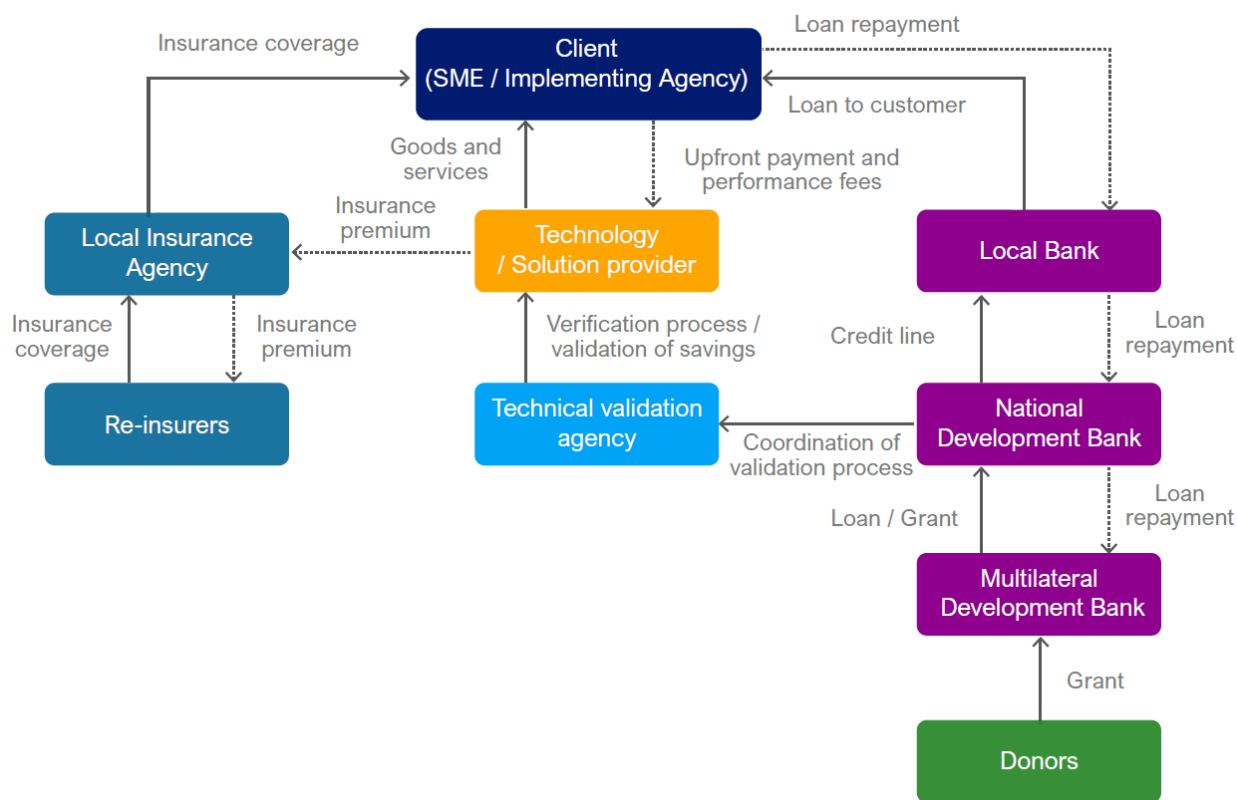 Insurance coverage
Client
(SME / Implementing Agency)
Loan repayment
Loan to customer
Goods and
services
Upfront payment and
performance fees
Insurance
premium
Local Insurance
Agency
Technology
/ Solution provider
Local Bank
Insurance
coverage
Insurance
premium
Verification process /
validation of savings
Credit line
Loan
repayment
Re-insurers
Technical validation
agency
National
Development Bank
Coordination of
validation process
Loan / Grant
Loan
repayment
Multilateral
Development Bank
Grant
Donors